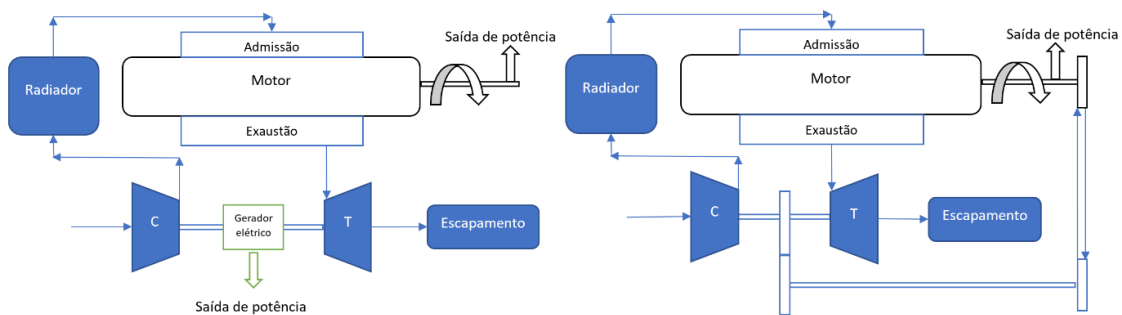 Admissão
Saída de potência
Radiador
Motor
Exaustão
C
Gerador
elétrico
T
Escapamento
Saída de potência
Admissão
Saída de potência
Radiador
Motor
Exaustão
C
T
Escapamento